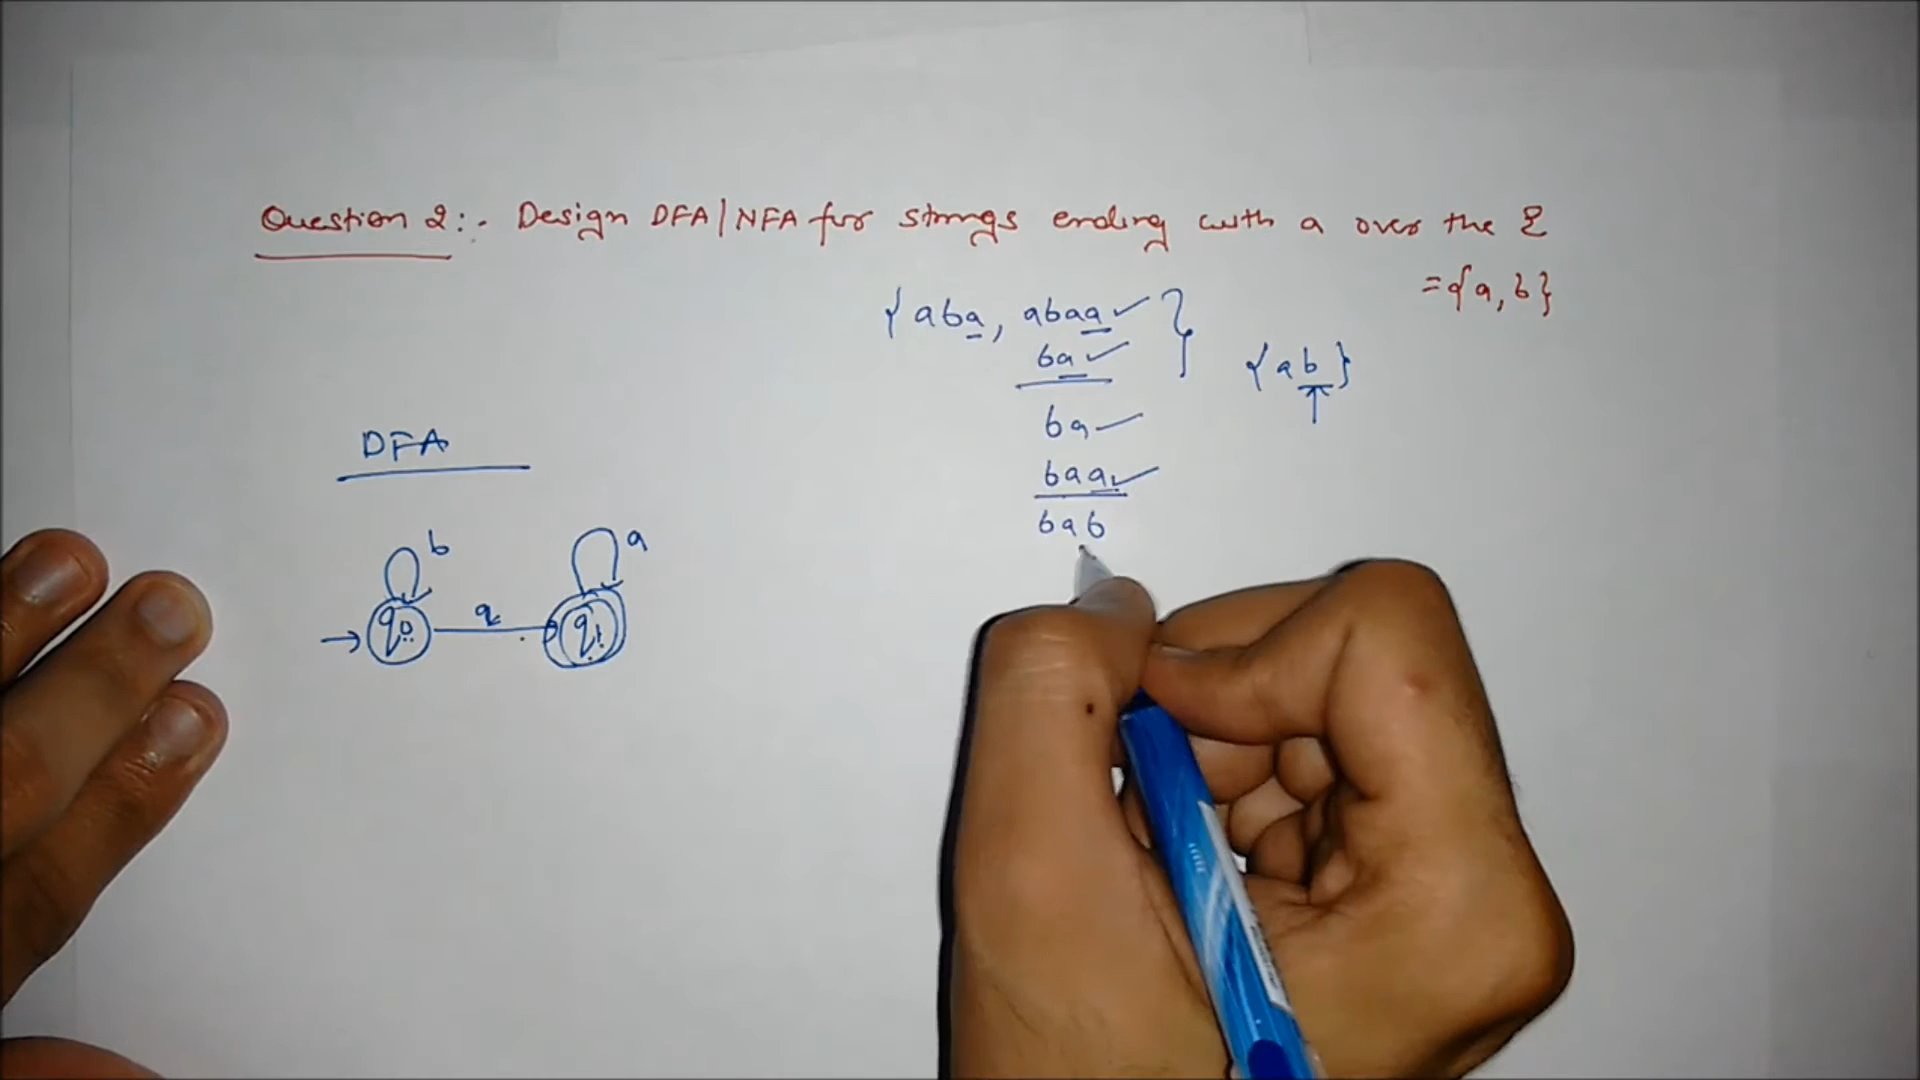 Question 2:- Design DFA/NFA for strings ending with a over the Σ
= {a, b}
{ aba, abaa }
ba
{ab}
ba
baa
bab
DFA
b
a
a
q0
q1